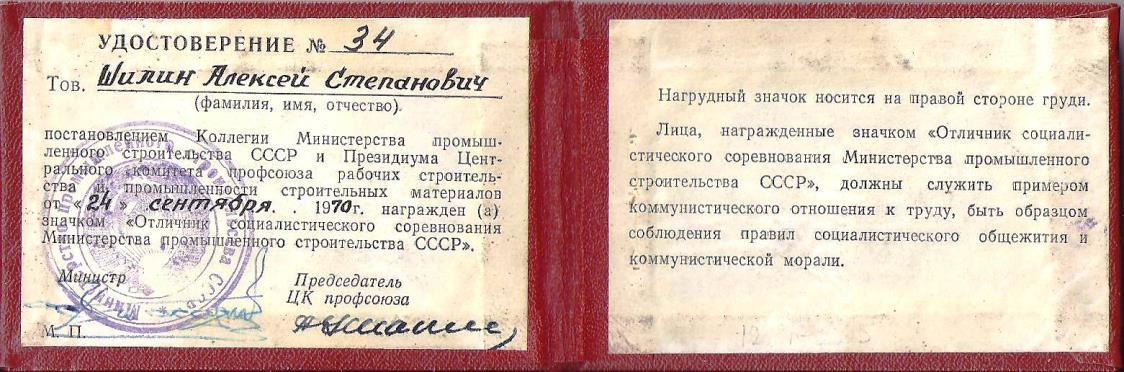 УДОСТОВЕРЕНИЕ № 34
Тов. Шилин Алексей Степанович
(фамилия, имя, отчество)
постановлением Коллегии Министерства промыш-
ленного строительства СССР и Президиума Цент-
рального комитета профсоюза рабочих строитель-
ства и промышленности строительных материалов
от «24» сентября . . 1970г. награжден (а)
значком «Отличник социалистического соревнования
Министерства промышленного строительства СССР».
Министр
Председатель
ЦК профсоюза
М. П.
Нагрудный значок носится на правой стороне груди.
Лица, награжденные значком «Отличник социали-
стического соревнования Министерства промышленного
строительства СССР», должны служить примером
коммунистического отношения к труду, быть образцом
соблюдения правил социалистического общежития и
коммунистической морали.